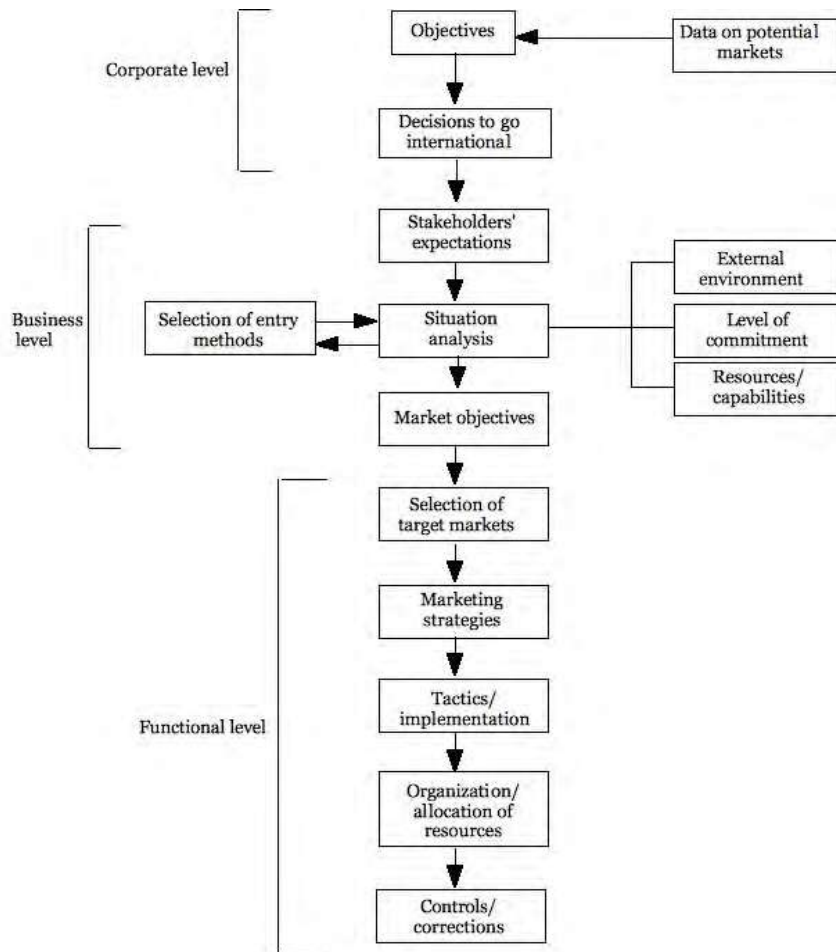 Objectives
Data on potential
markets
Corporate level
Decisions to go
international
Stakeholders'
expectations
External
environment
Business
level
Selection of entry
methods
Situation
analysis
Level of
commitment
Resources/
capabilities
Market objectives
Selection of
target markets
Marketing
strategies
Tactics/
implementation
Functional level
Organization/
allocation of
resources
Controls/
corrections